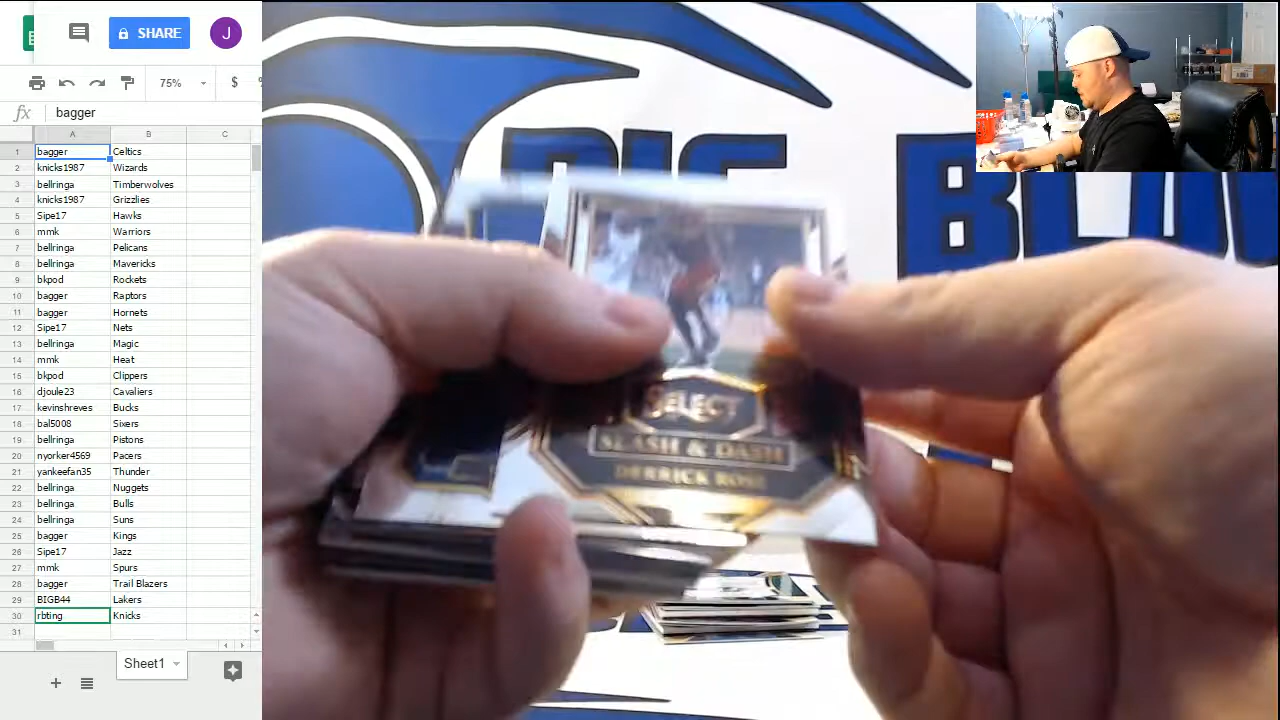 SHARE
J
75%
$
fx
bagger
A B C
1 bagger Celtics
2 knicks1987 Wizards
3 bellringa Timberwolves
4 knicks1987 Grizzlies
5 Sipe17 Hawks
6 mmk Warriors
7 bellringa Pelicans
8 bellringa Mavericks
9 bkpod Rockets
10 bagger Raptors
11 bagger Hornets
12 Sipe17 Nets
13 bellringa Magic
14 mmk Heat
15 bkpod Clippers
16 djoule23 Cavaliers
17 kevinshreves Bucks
18 bal5008 Sixers
19 bellringa Pistons
20 nyorker4569 Pacers
21 yankeefan35 Thunder
22 bellringa Nuggets
23 bellringa Bulls
24 bellringa Suns
25 bagger Kings
26 Sipe17 Jazz
27 mmk Spurs
28 bagger Trail Blazers
29 BIGB44 Lakers
30 rbting Knicks
31
Sheet1
BIG BLU
SELECT
SLASH & DASH
DERRICK ROSE